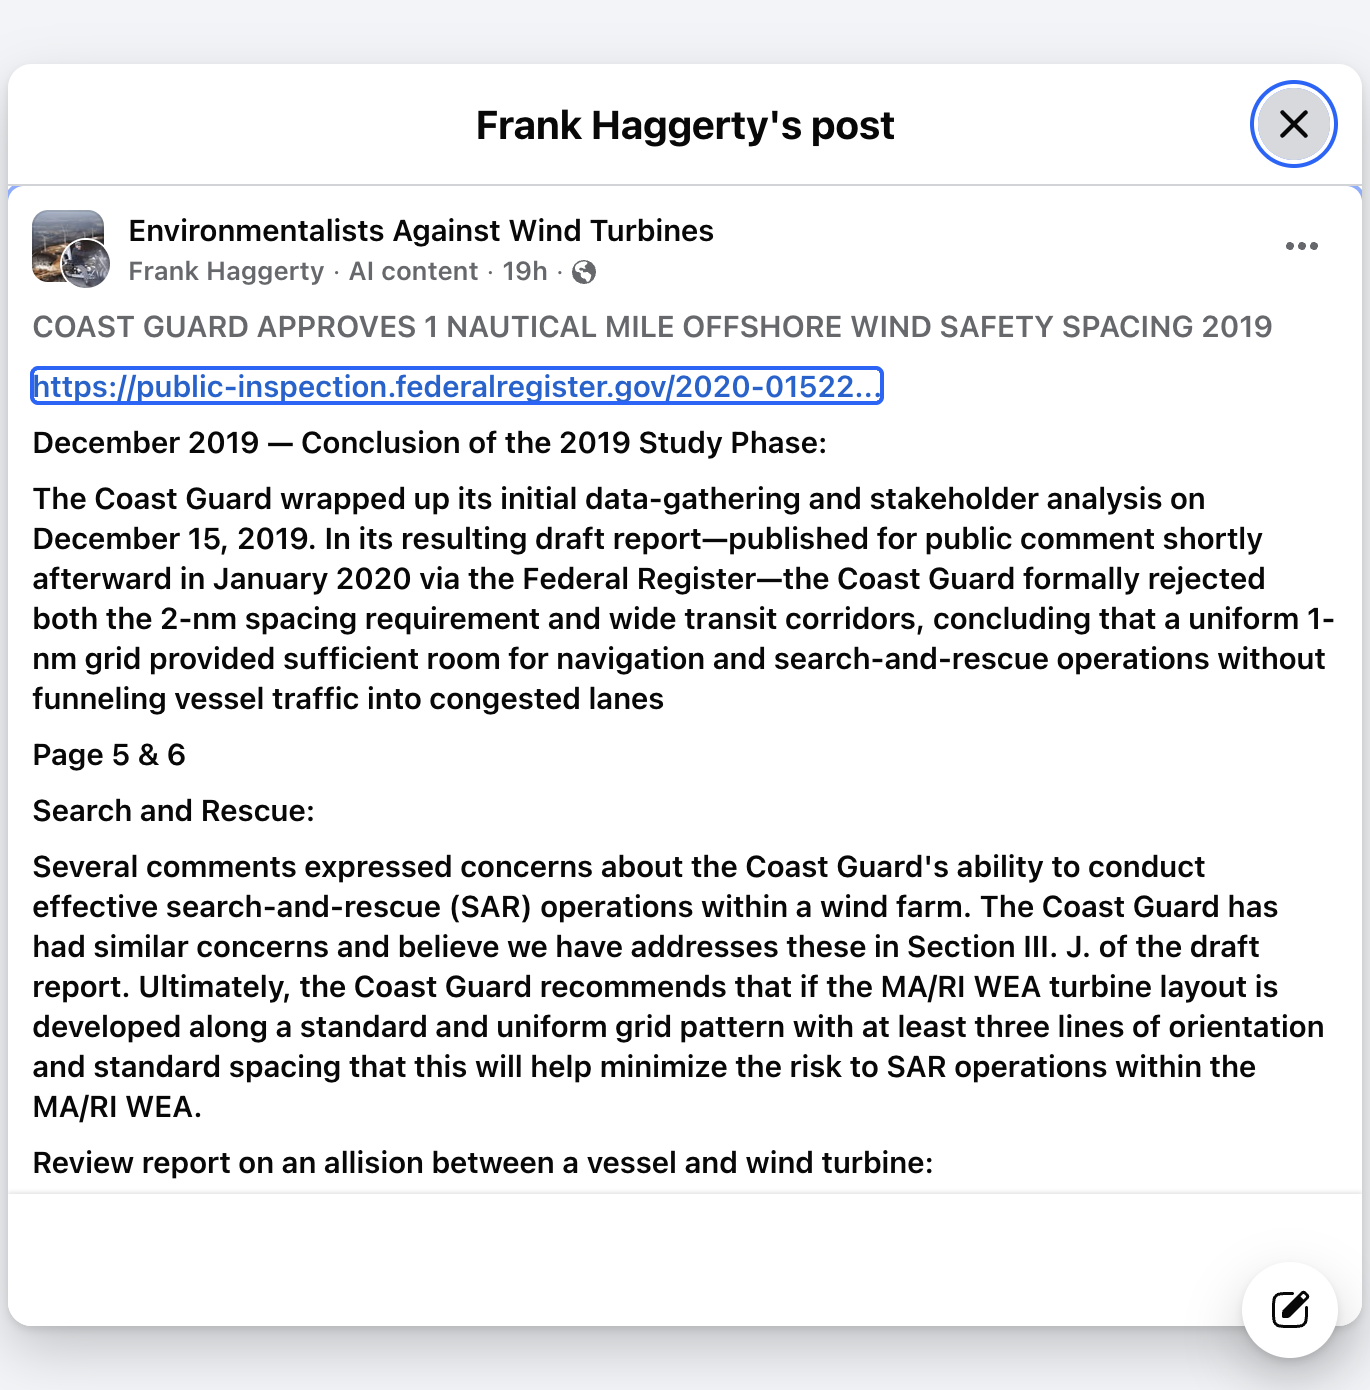 Frank Haggerty's post
Environmentalists Against Wind Turbines
Frank Haggerty · AI content · 19h ·
COAST GUARD APPROVES 1 NAUTICAL MILE OFFSHORE WIND SAFETY SPACING 2019
https://public-inspection.federalregister.gov/2020-01522...
December 2019 — Conclusion of the 2019 Study Phase:
The Coast Guard wrapped up its initial data-gathering and stakeholder analysis on
December 15, 2019. In its resulting draft report—published for public comment shortly
afterward in January 2020 via the Federal Register—the Coast Guard formally rejected
both the 2-nm spacing requirement and wide transit corridors, concluding that a uniform 1-
nm grid provided sufficient room for navigation and search-and-rescue operations without
funneling vessel traffic into congested lanes
Page 5 & 6
Search and Rescue:
Several comments expressed concerns about the Coast Guard's ability to conduct
effective search-and-rescue (SAR) operations within a wind farm. The Coast Guard has
had similar concerns and believe we have addresses these in Section III. J. of the draft
report. Ultimately, the Coast Guard recommends that if the MA/RI WEA turbine layout is
developed along a standard and uniform grid pattern with at least three lines of orientation
and standard spacing that this will help minimize the risk to SAR operations within the
MA/RI WEA.
Review report on an allision between a vessel and wind turbine: